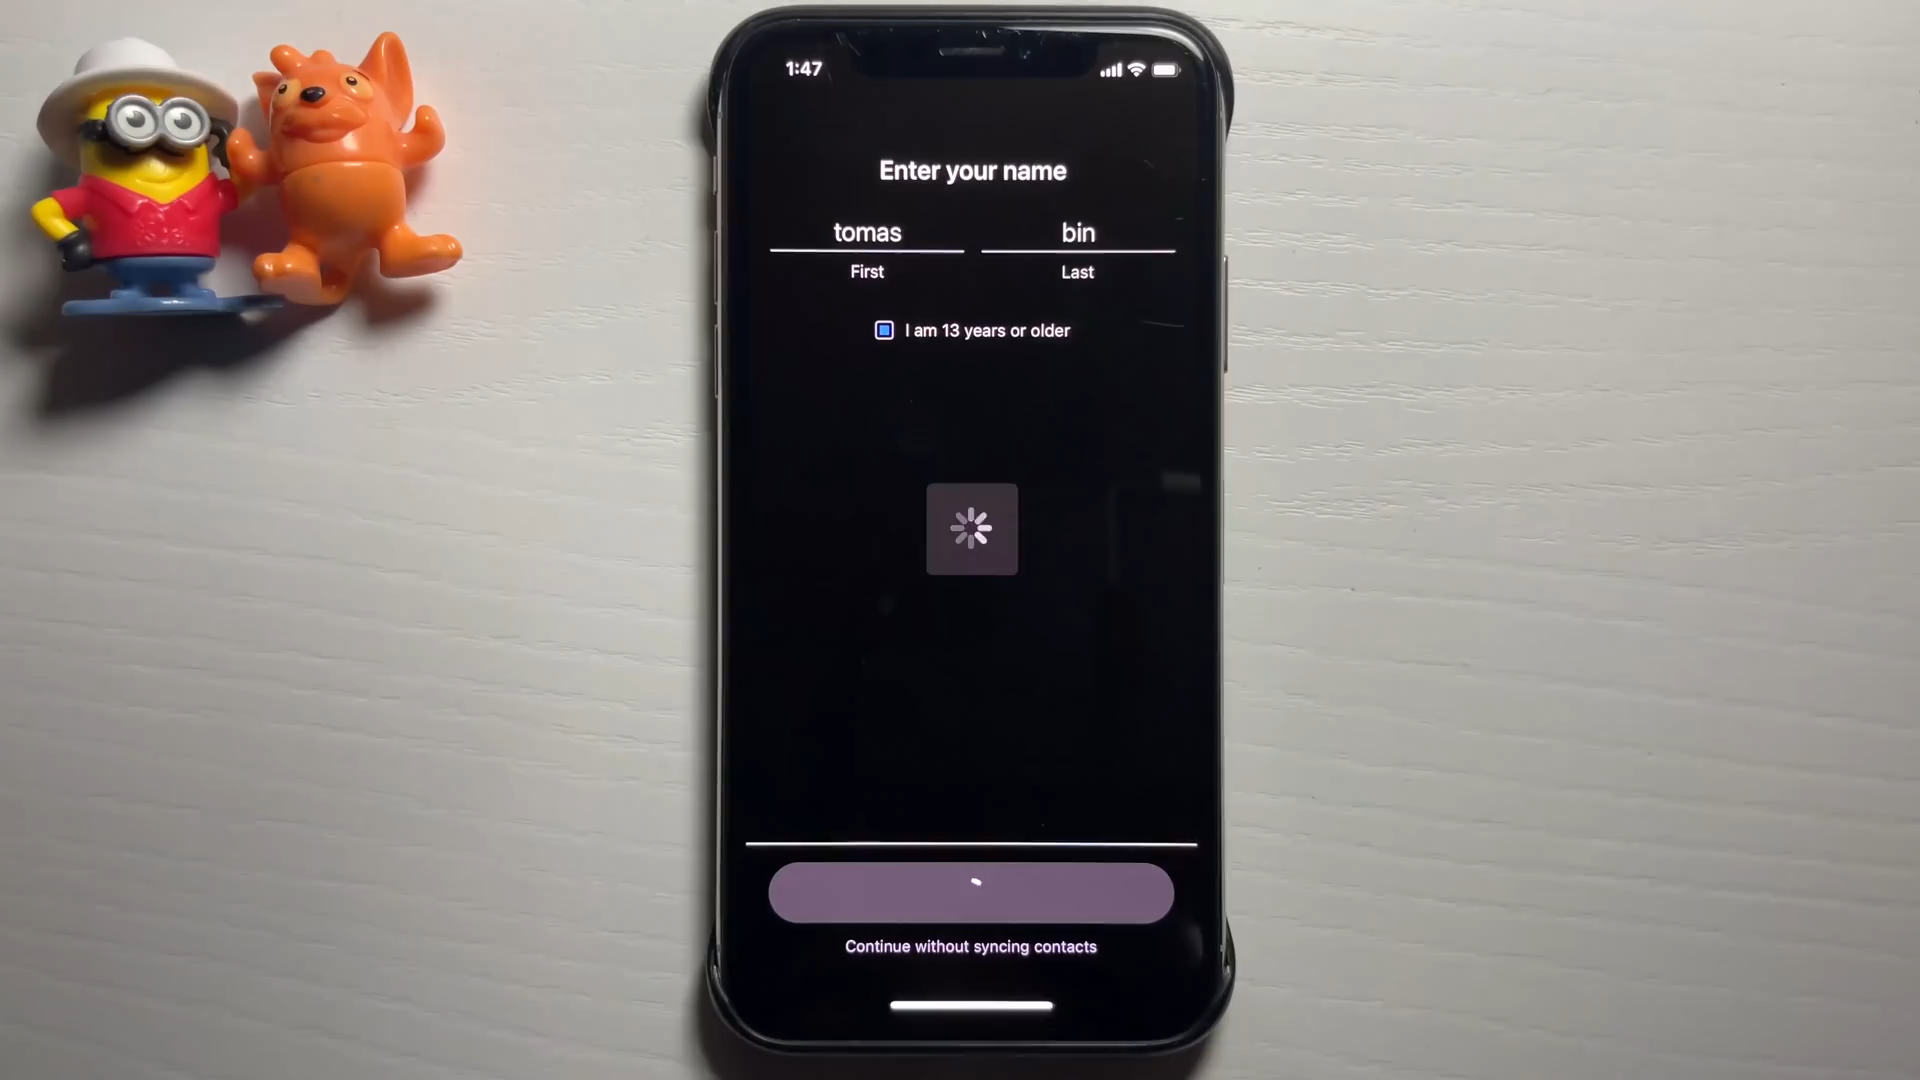 1:47
Enter your name
tomas bin
First Last
I am 13 years or older
Continue without syncing contacts